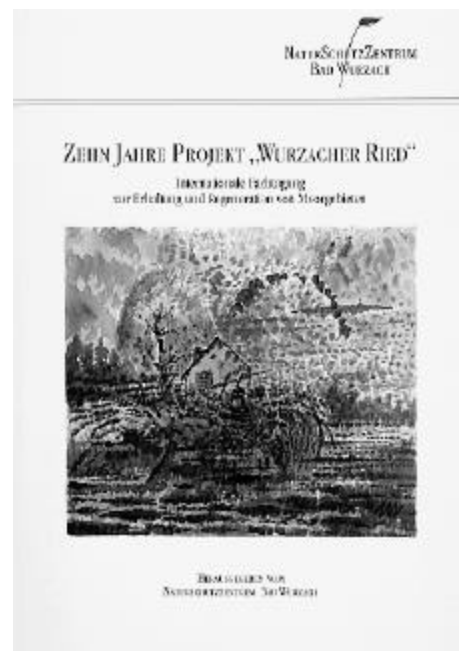 NaturSchutzZentrum
Bad Wurzach
Zehn Jahre Projekt „Wurzacher Ried“
Internationale Fachtagung
zur Erhaltung und Regeneration von Moorgebieten
Herausgegeben vom
Naturschutzzentrum Bad Wurzach